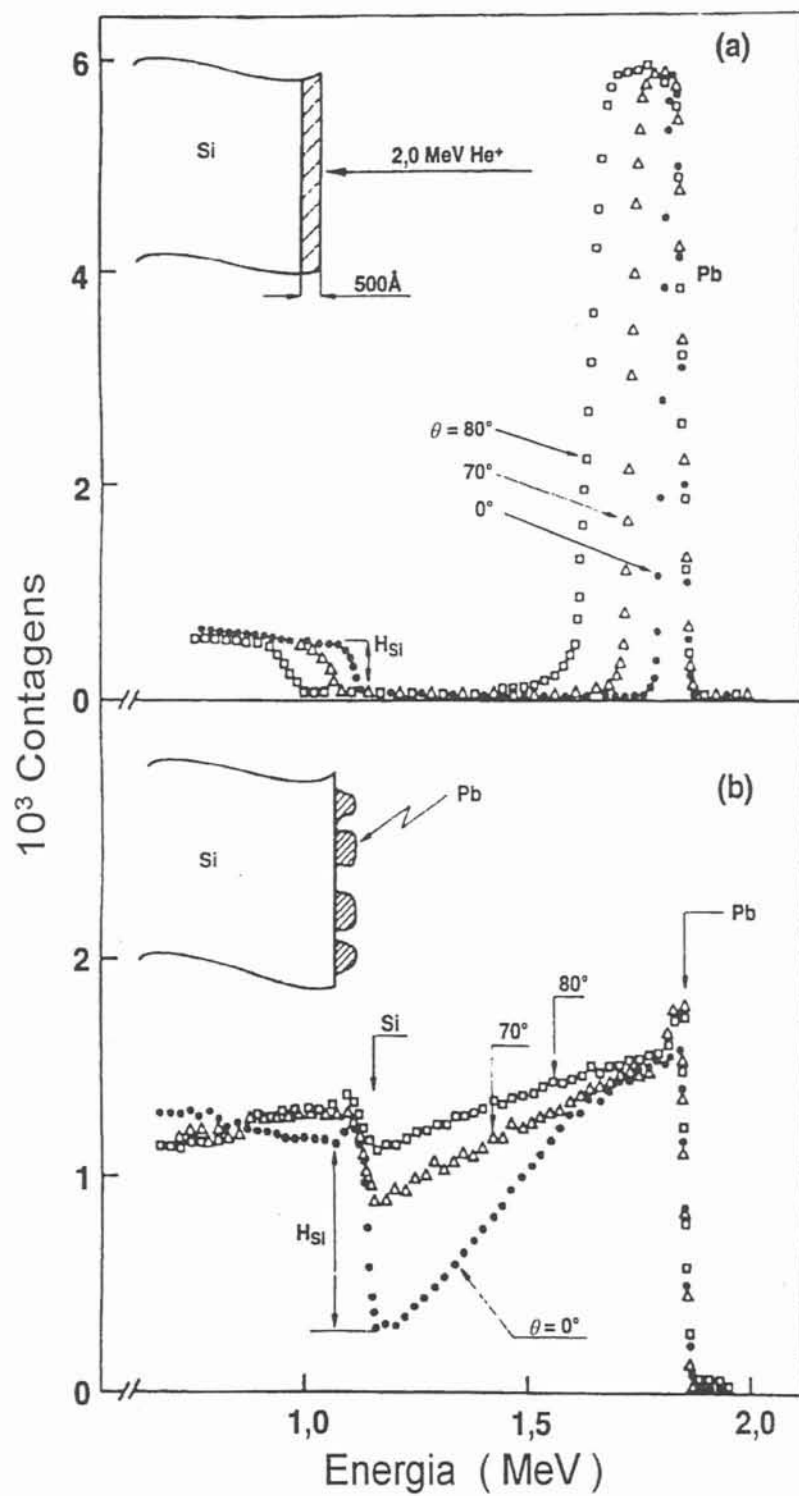 (a)
6
Si
2,0 MeV He⁺
500Å
4
Pb
θ = 80°
70°
0°
2
H_Si
0
10³ Contagens
(b)
Pb
Si
Pb
2
80°
Si
70°
1
H_Si
θ = 0°
0
1,0
1,5
2,0
Energia ( MeV )